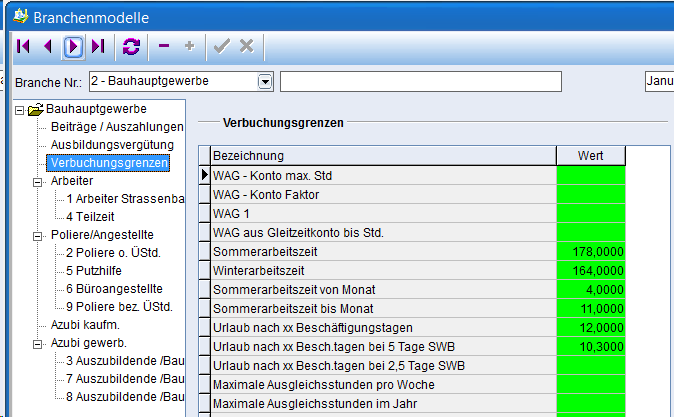 Branchenmodelle
Branche Nr.: 2 - Bauhauptgewerbe Janu
Bauhauptgewerbe
Beiträge / Auszahlungen
Ausbildungsvergütung
Verbuchungsgrenzen
Arbeiter
1 Arbeiter Strassenba
4 Teilzeit
Poliere/Angestellte
2 Poliere o. ÜStd.
5 Putzhilfe
6 Büroangestellte
9 Poliere bez. ÜStd.
Azubi kaufm.
Azubi gewerb.
3 Auszubildende /Bau
7 Auszubildende /Bau
8 Auszubildende /Bau
Verbuchungsgrenzen
Bezeichnung Wert
WAG - Konto max. Std
WAG - Konto Faktor
WAG 1
WAG aus Gleitzeitkonto bis Std.
Sommerarbeitszeit 178,0000
Winterarbeitszeit 164,0000
Sommerarbeitszeit von Monat 4,0000
Sommerarbeitszeit bis Monat 11,0000
Urlaub nach xx Beschäftigungstagen 12,0000
Urlaub nach xx Besch.tagen bei 5 Tage SWB 10,3000
Urlaub nach xx Besch.tagen bei 2,5 Tage SWB
Maximale Ausgleichsstunden pro Woche
Maximale Ausgleichsstunden im Jahr